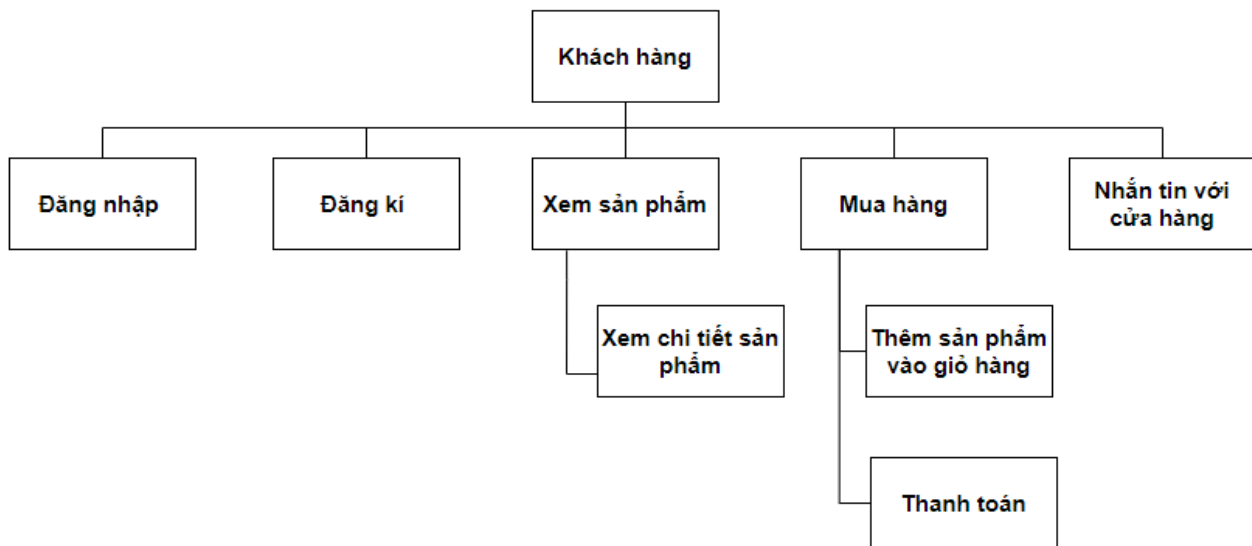 Khách hàng
Đăng nhập
Đăng kí
Xem sản phẩm
Mua hàng
Nhắn tin với
cửa hàng
Xem chi tiết sản
phẩm
Thêm sản phẩm
vào giỏ hàng
Thanh toán